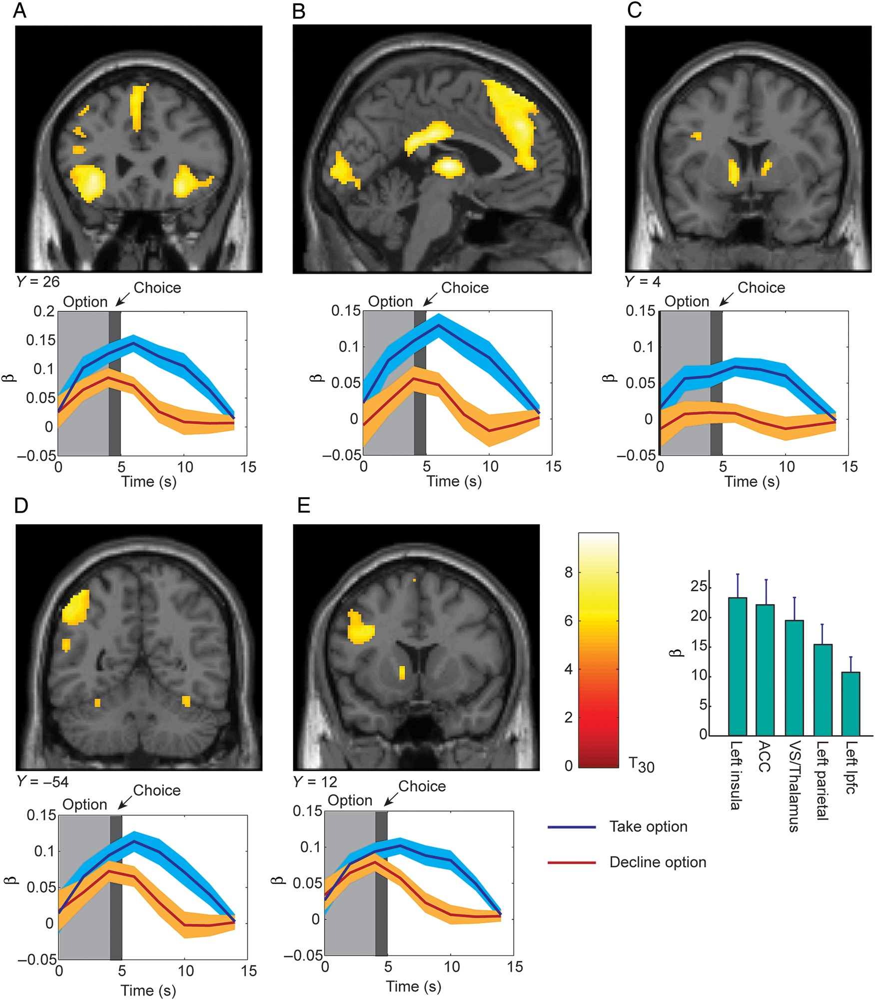 A
B
C
Y = 26
Y = 4
Choice
Option
0.2
0.15
0.1
0.05
0
–0.05
β
0
5
10
15
Time (s)
Choice
Option
0.15
0.1
0.05
0
–0.05
β
0
5
10
15
Time (s)
Choice
Option
0.15
0.1
0.05
0
–0.05
β
0
5
10
15
Time (s)
D
E
Y = –54
Y = 12
Choice
Option
0.15
0.1
0.05
0
–0.05
β
0
5
10
15
Time (s)
Choice
Option
0.15
0.1
0.05
0
–0.05
β
0
5
10
15
Time (s)
8
6
4
2
0
T30
25
20
15
10
5
0
β
Left insula
ACC
VS/Thalamus
Left parietal
Left lpfc
Take option
Decline option